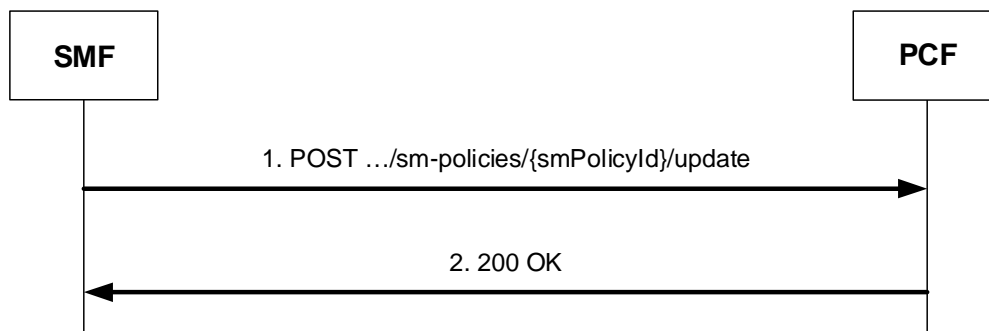 SMF
PCF
1. POST …/sm-policies/{smPolicyId}/update
2. 200 OK